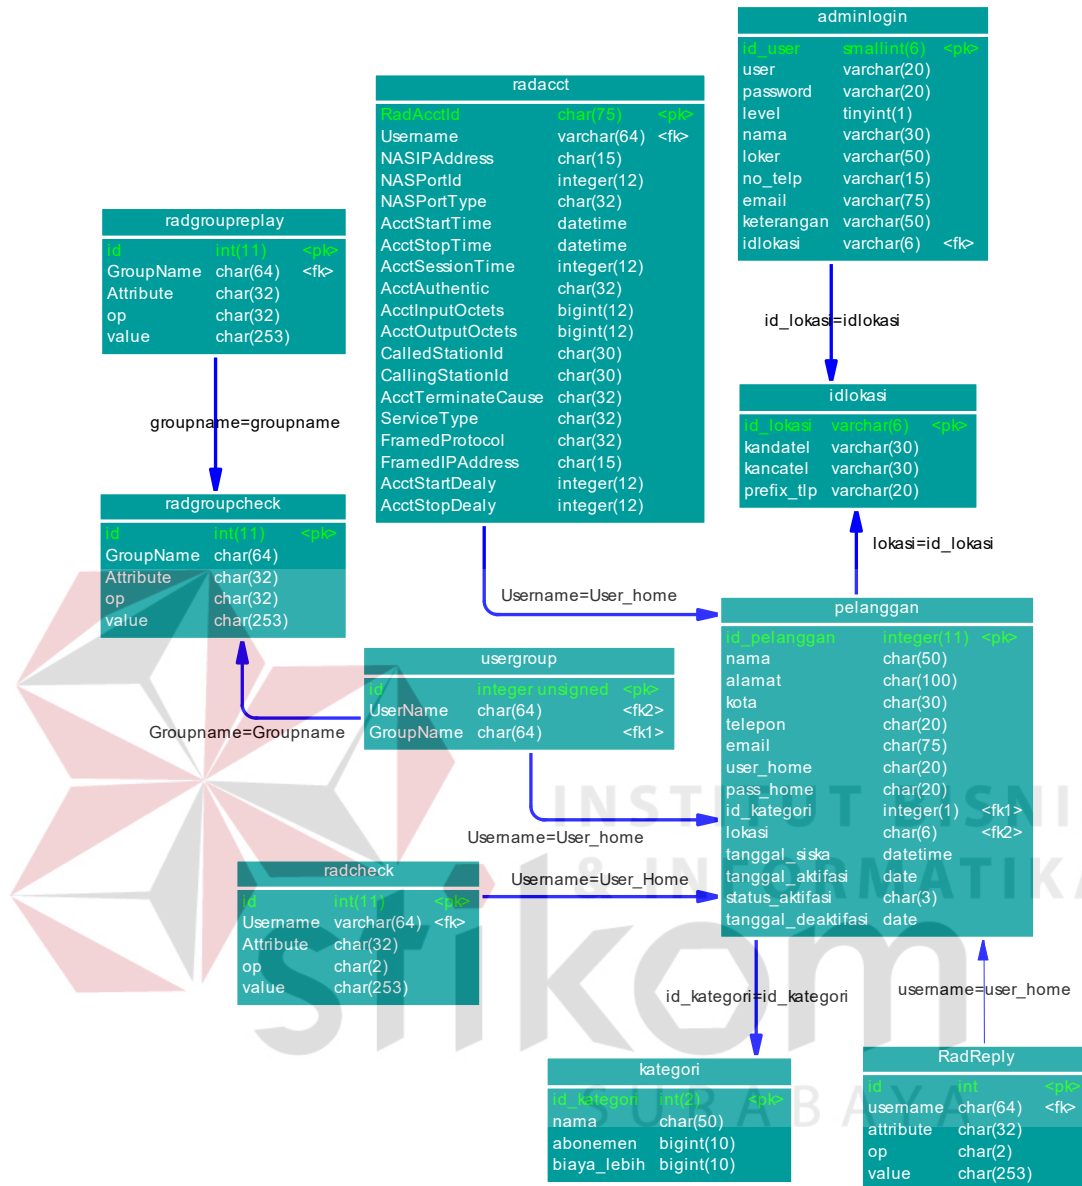 adminlogin
id_user smallint(6) <pk>
user varchar(20)
password varchar(20)
level tinyint(1)
nama varchar(30)
loker varchar(50)
no_telp varchar(15)
email varchar(75)
keterangan varchar(50)
idlokasi varchar(6) <fk>
radacct
RadAcctId char(75) <pk>
Username varchar(64) <fk>
NASIPAddress char(15)
NASPortId integer(12)
NASPortType char(32)
AcctStartTime datetime
AcctStopTime datetime
AcctSessionTime integer(12)
AcctAuthentic char(32)
AcctInputOctets bigint(12)
AcctOutputOctets bigint(12)
CalledStationId char(30)
CallingStationId char(30)
AcctTerminateCause char(32)
ServiceType char(32)
FramedProtocol char(32)
FramedIPAddress char(15)
AcctStartDealy integer(12)
AcctStopDealy integer(12)
radgroupreplay
id int(11) <pk>
GroupName char(64) <fk>
Attribute char(32)
op char(32)
value char(253)
id_lokasi=idlokasi
groupname=groupname
idlokasi
id_lokasi varchar(6) <pk>
kandatel varchar(30)
kancatel varchar(30)
prefix_tlp varchar(20)
radgroupcheck
id int(11) <pk>
GroupName char(64)
Attribute char(32)
op char(32)
value char(253)
lokasi=id_lokasi
Username=User_home
pelanggan
id_pelanggan integer(11) <pk>
nama char(50)
alamat char(100)
kota char(30)
telepon char(20)
email char(75)
user_home char(20)
pass_home char(20)
id_kategori integer(1) <fk1>
lokasi char(6) <fk2>
tanggal_siska datetime
tanggal_aktifasi date
status_aktifasi char(3)
tanggal_deaktifasi date
usergroup
id integer unsigned <pk>
UserName char(64) <fk2>
GroupName char(64) <fk1>
Groupname=Groupname
Username=User_home
radcheck
id int(11) <pk>
Username varchar(64) <fk>
Attribute char(32)
op char(2)
value char(253)
Username=User_Home
id_kategori=id_kategori
username=user_home
kategori
id_kategori int(2) <pk>
nama char(50)
abonemen bigint(10)
biaya_lebih bigint(10)
RadReply
id int <pk>
username char(64) <fk>
attribute char(32)
op char(2)
value char(253)
INSTITUT BISNI
& INFORMATIKA
stikom
SURABAYA